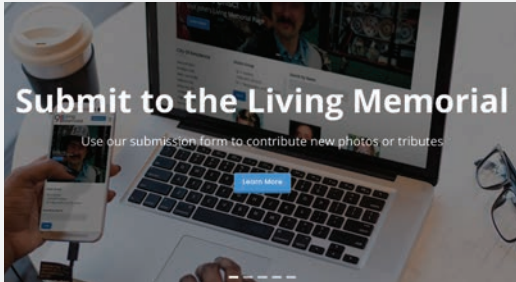 Submit to the Living Memorial
Use our submission form to contribute new photos or tributes
Learn More